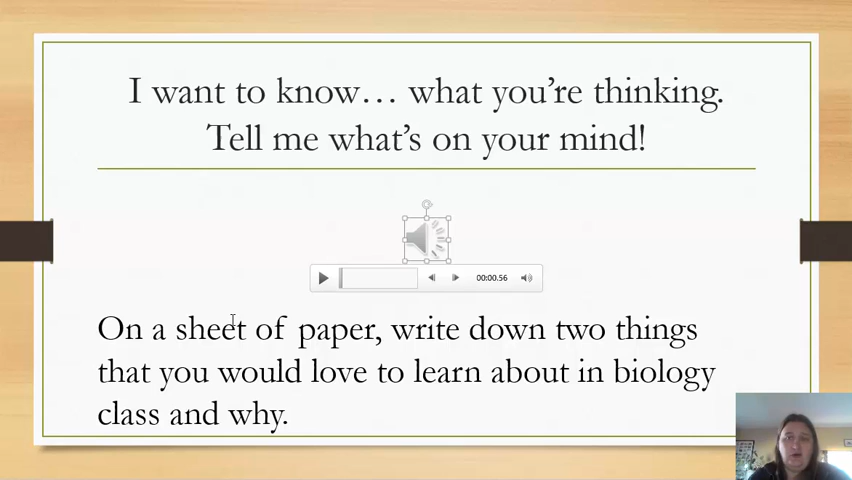 I want to know… what you're thinking.
Tell me what's on your mind!
00:00.56
On a sheet of paper, write down two things
that you would love to learn about in biology
class and why.